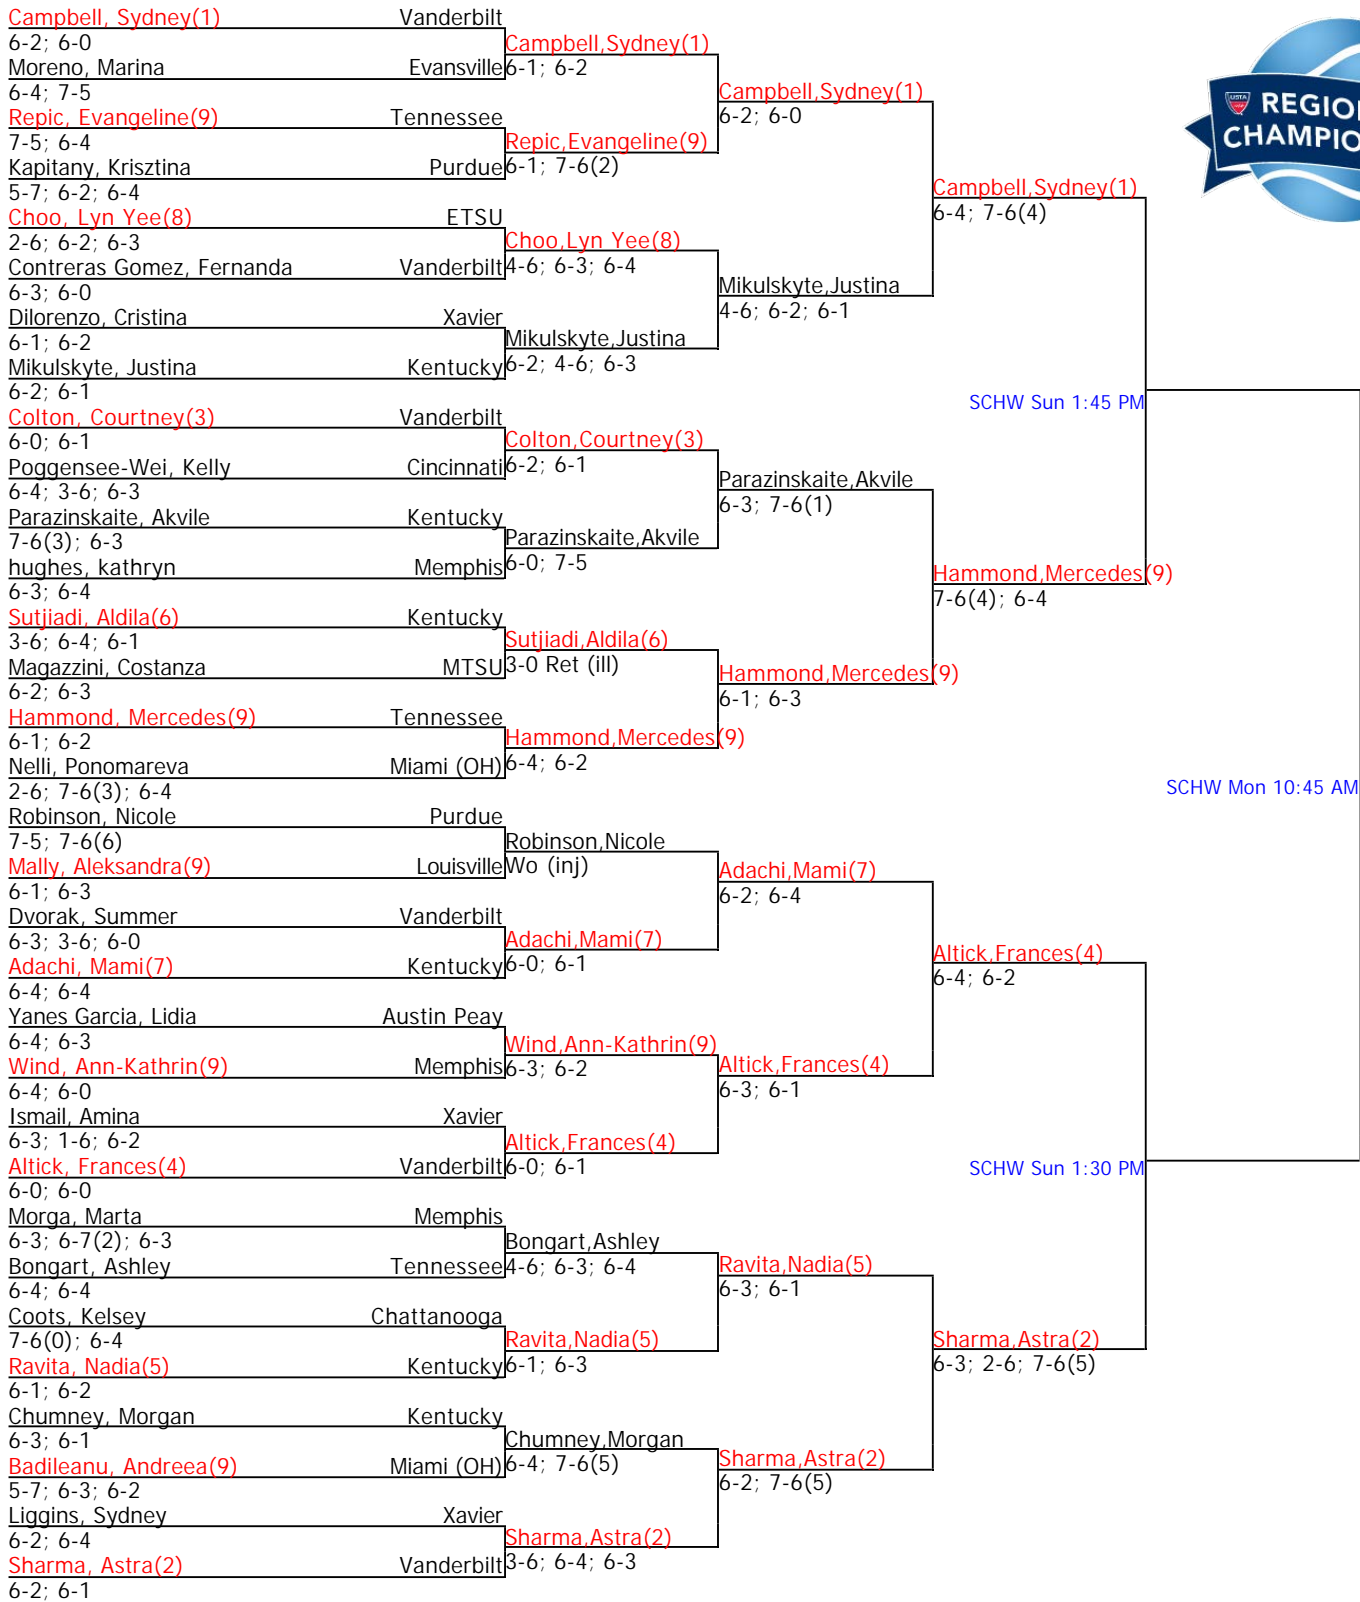 Campbell, Sydney(1) Vanderbilt
6-2; 6-0
Moreno, Marina Evansville
6-4; 7-5
Repic, Evangeline(9) Tennessee
7-5; 6-4
Kapitany, Krisztina Purdue
5-7; 6-2; 6-4
Choo, Lyn Yee(8) ETSU
2-6; 6-2; 6-3
Contreras Gomez, Fernanda Vanderbilt
6-3; 6-0
Dilorenzo, Cristina Xavier
6-1; 6-2
Mikulskyte, Justina Kentucky
6-2; 6-1
Colton, Courtney(3) Vanderbilt
6-0; 6-1
Poggensee-Wei, Kelly Cincinnati
6-4; 3-6; 6-3
Parazinskaite, Akvile Kentucky
7-6(3); 6-3
hughes, kathryn Memphis
6-3; 6-4
Sutjiadi, Aldila(6) Kentucky
3-6; 6-4; 6-1
Magazzini, Costanza MTSU
6-2; 6-3
Hammond, Mercedes(9) Tennessee
6-1; 6-2
Nelli, Ponomareva Miami (OH)
2-6; 7-6(3); 6-4
Robinson, Nicole Purdue
7-5; 7-6(6)
Mally, Aleksandra(9) Louisville
6-1; 6-3
Dvorak, Summer Vanderbilt
6-3; 3-6; 6-0
Adachi, Mami(7) Kentucky
6-4; 6-4
Yanes Garcia, Lidia Austin Peay
6-4; 6-3
Wind, Ann-Kathrin(9) Memphis
6-4; 6-0
Ismail, Amina Xavier
6-3; 1-6; 6-2
Altick, Frances(4) Vanderbilt
6-0; 6-0
Morga, Marta Memphis
6-3; 6-7(2); 6-3
Bongart, Ashley Tennessee
6-4; 6-4
Coots, Kelsey Chattanooga
7-6(0); 6-4
Ravita, Nadia(5) Kentucky
6-1; 6-2
Chumney, Morgan Kentucky
6-3; 6-1
Badileanu, Andreea(9) Miami (OH)
5-7; 6-3; 6-2
Liggins, Sydney Xavier
6-2; 6-4
Sharma, Astra(2) Vanderbilt
6-2; 6-1
Campbell,Sydney(1)
6-1; 6-2
Repic,Evangeline(9)
6-1; 7-6(2)
Choo,Lyn Yee(8)
4-6; 6-3; 6-4
Mikulskyte,Justina
6-2; 4-6; 6-3
Colton,Courtney(3)
6-2; 6-1
Parazinskaite,Akvile
6-0; 7-5
Sutjiadi,Aldila(6)
3-0 Ret (ill)
Hammond,Mercedes(9)
6-4; 6-2
Robinson,Nicole
Wo (inj)
Adachi,Mami(7)
6-0; 6-1
Wind,Ann-Kathrin(9)
6-3; 6-2
Altick,Frances(4)
6-0; 6-1
Bongart,Ashley
4-6; 6-3; 6-4
Ravita,Nadia(5)
6-1; 6-3
Chumney,Morgan
6-4; 7-6(5)
Sharma,Astra(2)
3-6; 6-4; 6-3
Campbell,Sydney(1)
6-2; 6-0
Mikulskyte,Justina
4-6; 6-2; 6-1
Parazinskaite,Akvile
6-3; 7-6(1)
Hammond,Mercedes(9)
6-1; 6-3
Adachi,Mami(7)
6-2; 6-4
Altick,Frances(4)
6-3; 6-1
Ravita,Nadia(5)
6-3; 6-1
Sharma,Astra(2)
6-2; 7-6(5)
Campbell,Sydney(1)
6-4; 7-6(4)
Hammond,Mercedes(9)
7-6(4); 6-4
Altick,Frances(4)
6-4; 6-2
Sharma,Astra(2)
6-3; 2-6; 7-6(5)
SCHW Sun 1:45 PM
SCHW Sun 1:30 PM
SCHW Mon 10:45 AM
REGIO
CHAMPIO